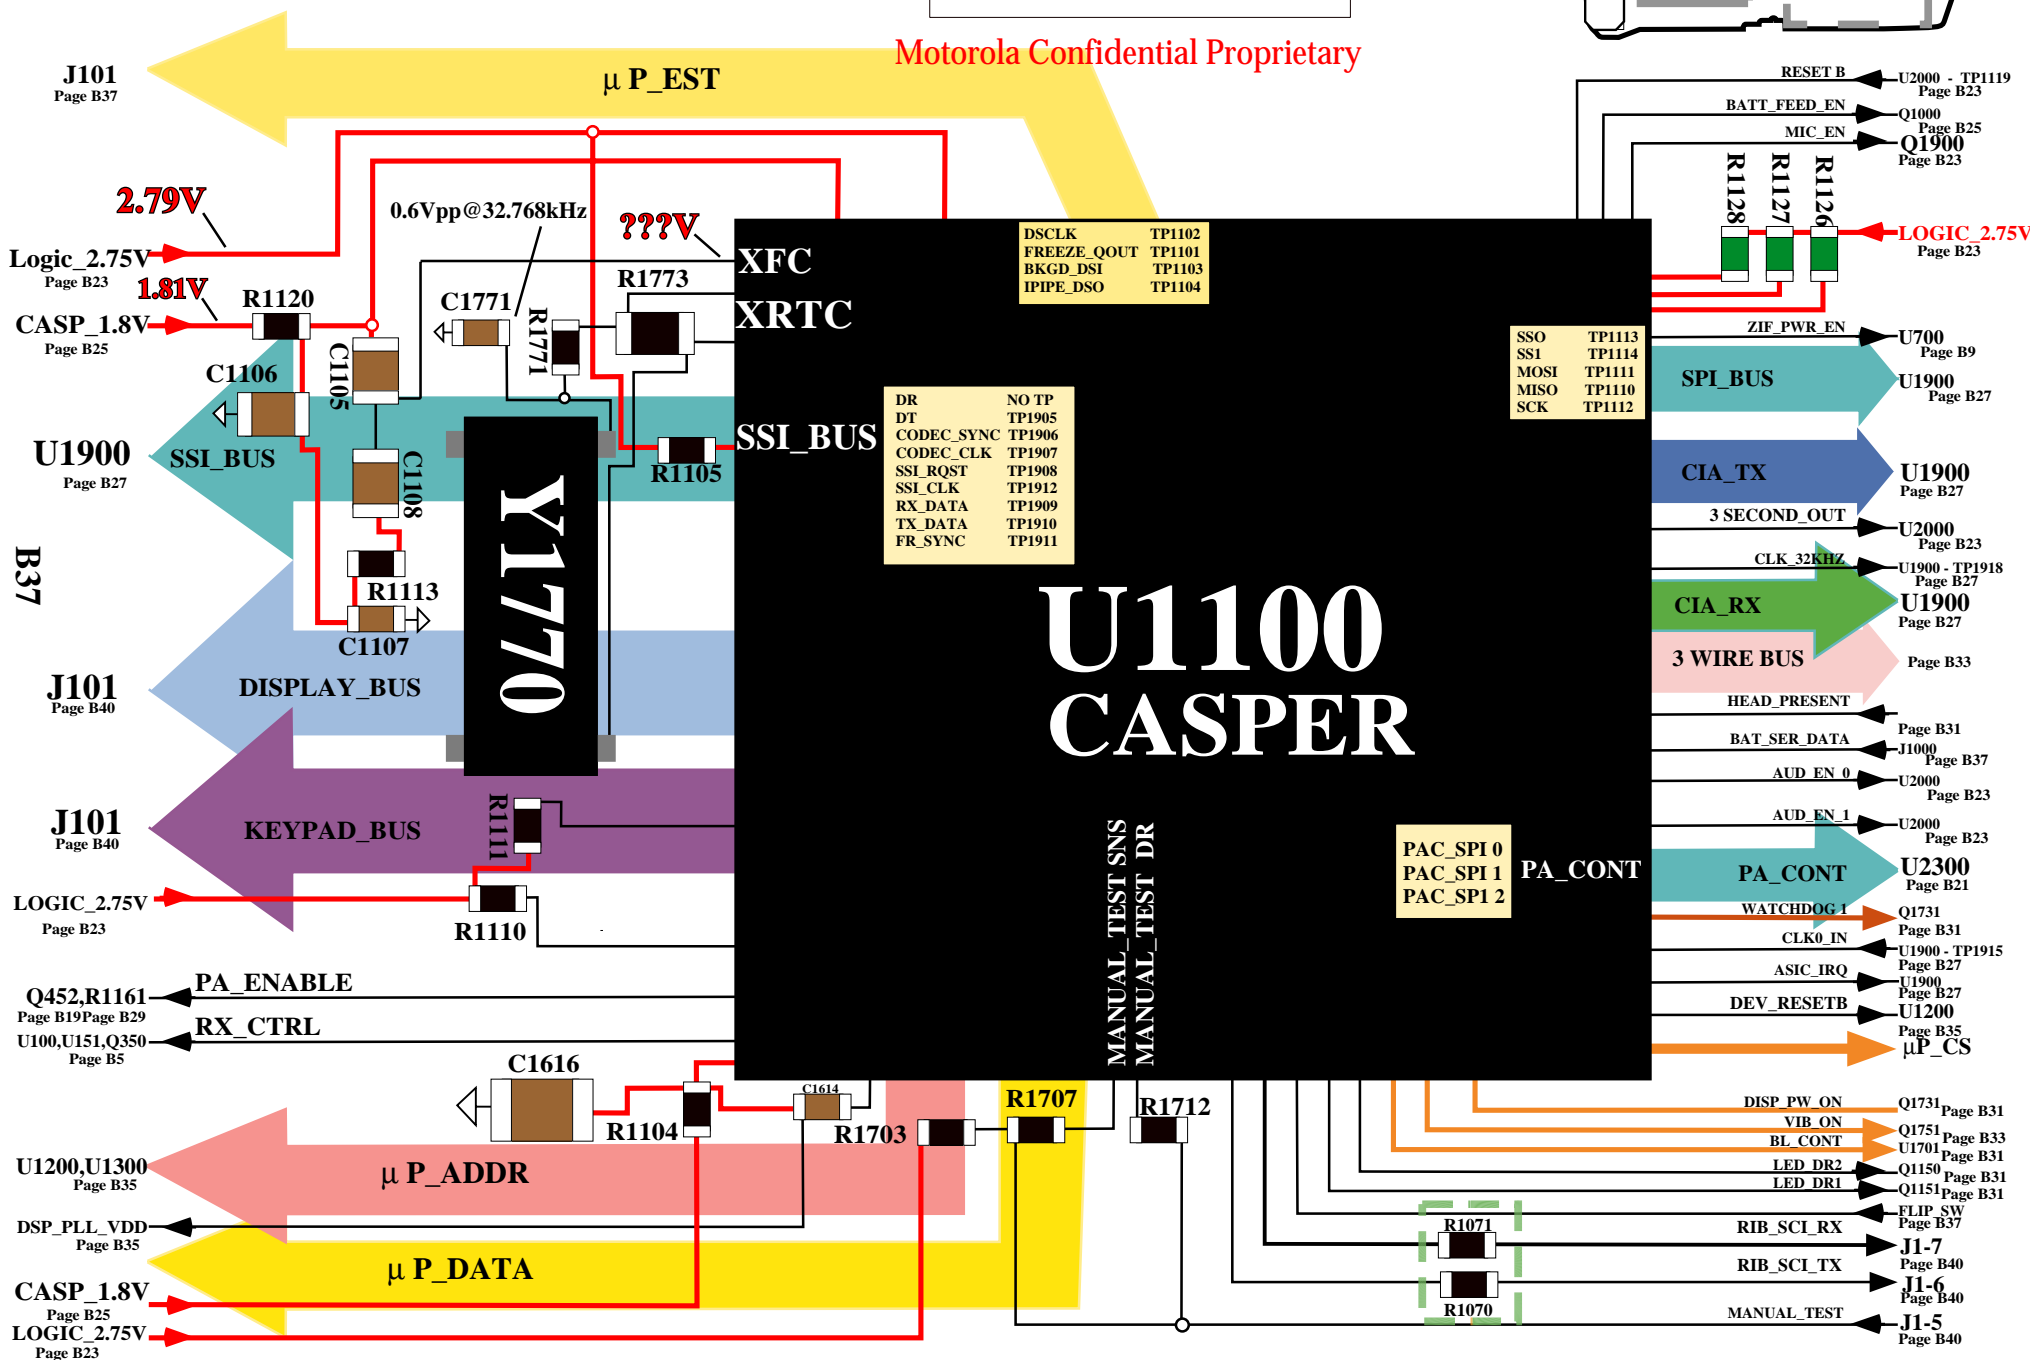 Motorola Confidential Proprietary
J101
Page B37
μ P_EST
RESET B
U2000 - TP1119
Page B23
BATT_FEED_EN
Q1000
Page B25
MIC_EN
Q1900
Page B23
R1128
R1127
R1126
LOGIC_2.75V
Page B23
2.79V
0.6Vpp@32.768kHz
???V
Logic_2.75V
Page B23
1.81V
R1120
CASP_1.8V
Page B25
C1771
R1773
R1771
XFC
XRTC
DSCLK TP1102
FREEZE_QOUT TP1101
BKGD_DSI TP1103
IPIPE_DSO TP1104
SSO TP1113
SS1 TP1114
MOSI TP1111
MISO TP1110
SCK TP1112
ZIF_PWR_EN
U700
Page B9
SPI_BUS
U1900
Page B27
C1106
C1105
DR NO TP
DT TP1905
CODEC_SYNC TP1906
CODEC_CLK TP1907
SSI_RQST TP1908
SSI_CLK TP1912
RX_DATA TP1909
TX_DATA TP1910
FR_SYNC TP1911
U1900
Page B27
SSI_BUS
SSI_BUS
R1105
C1108
CIA_TX
U1900
Page B27
3 SECOND_OUT
U2000
Page B23
CLK_32KHZ
U1900 - TP1918
Page B27
CIA_RX
U1900
Page B27
3 WIRE BUS
Page B33
B37
R1113
C1107
Y1770
U1100
CASPER
J101
Page B40
DISPLAY_BUS
HEAD_PRESENT
Page B31
BAT_SER_DATA
J1000
Page B37
AUD_EN 0
U2000
Page B23
AUD_EN_1
U2000
Page B23
J101
Page B40
KEYPAD_BUS
R1111
R1110
LOGIC_2.75V
Page B23
MANUAL_TEST SNS
MANUAL_TEST DR
PAC_SPI 0
PAC_SPI 1
PAC_SP1 2
PA_CONT
PA_CONT
U2300
Page B21
WATCHDOG 1
Q1731
Page B31
CLK0_IN
U1900 - TP1915
Page B27
ASIC_IRQ
U1900
Page B27
DEV_RESETB
U1200
Page B35
μP_CS
PA_ENABLE
Q452,R1161
Page B19Page B29
RX_CTRL
U100,U151,Q350
Page B5
C1616
C1614
R1104
R1703
R1707
R1712
DISP_PW_ON
Q1731
Page B31
VIB_ON
Q1751
Page B33
BL_CONT
U1701
Page B31
LED_DR2
Q1150
Page B31
LED_DR1
Q1151
Page B31
FLIP_SW
Page B37
U1200,U1300
Page B35
μ P_ADDR
DSP_PLL_VDD
Page B35
R1071
RIB_SCI_RX
J1-7
Page B40
μ P_DATA
RIB_SCI_TX
J1-6
Page B40
R1070
CASP_1.8V
Page B25
MANUAL_TEST
J1-5
Page B40
LOGIC_2.75V
Page B23